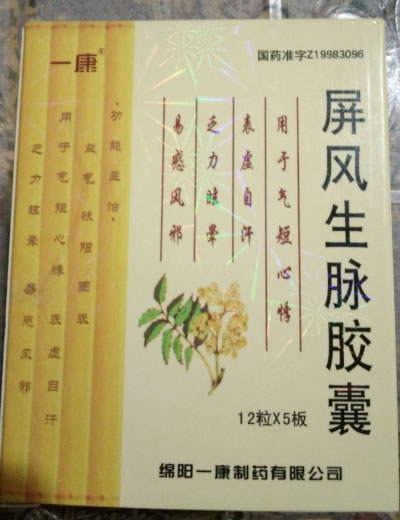 一康®
国药准字Z19983096
屏风生脉胶囊
用于气短心悸
表虚自汗
乏力眩晕
易感风邪
功能主治:
益气扶阳固表
用于气短心悸 表虚自汗
乏力眩晕 易感风邪
12粒X5板
绵阳一康制药有限公司